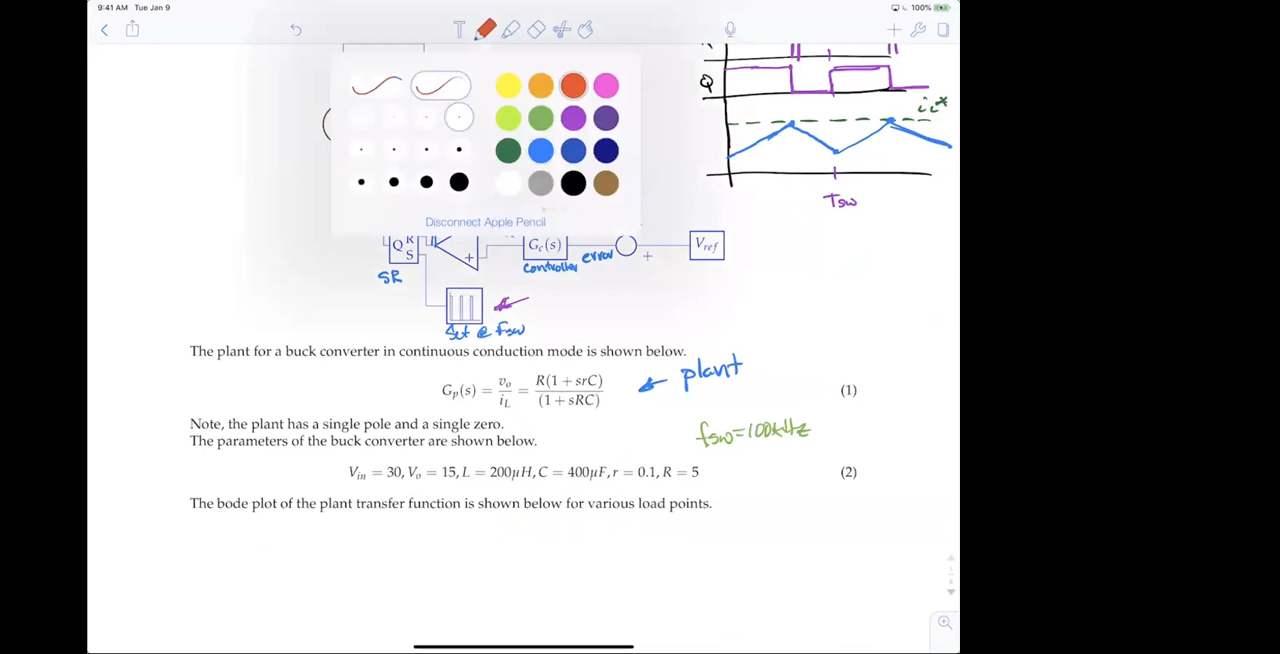 9:41 AM Tue Jan 9
100%
T
Q
i_L*
Tsw
Disconnect Apple Pencil
Q R
S
SR
+
Gc(s)
controller
error
+
Vref
Set @ fsw
The plant for a buck converter in continuous conduction mode is shown below.
Gp(s) = vo/iL = R(1 + srC)/(1 + sRC)
(1)
plant
Note, the plant has a single pole and a single zero.
fsw=100kHz
The parameters of the buck converter are shown below.
Vin = 30, Vo = 15, L = 200μH, C = 400μF, r = 0.1, R = 5
(2)
The bode plot of the plant transfer function is shown below for various load points.